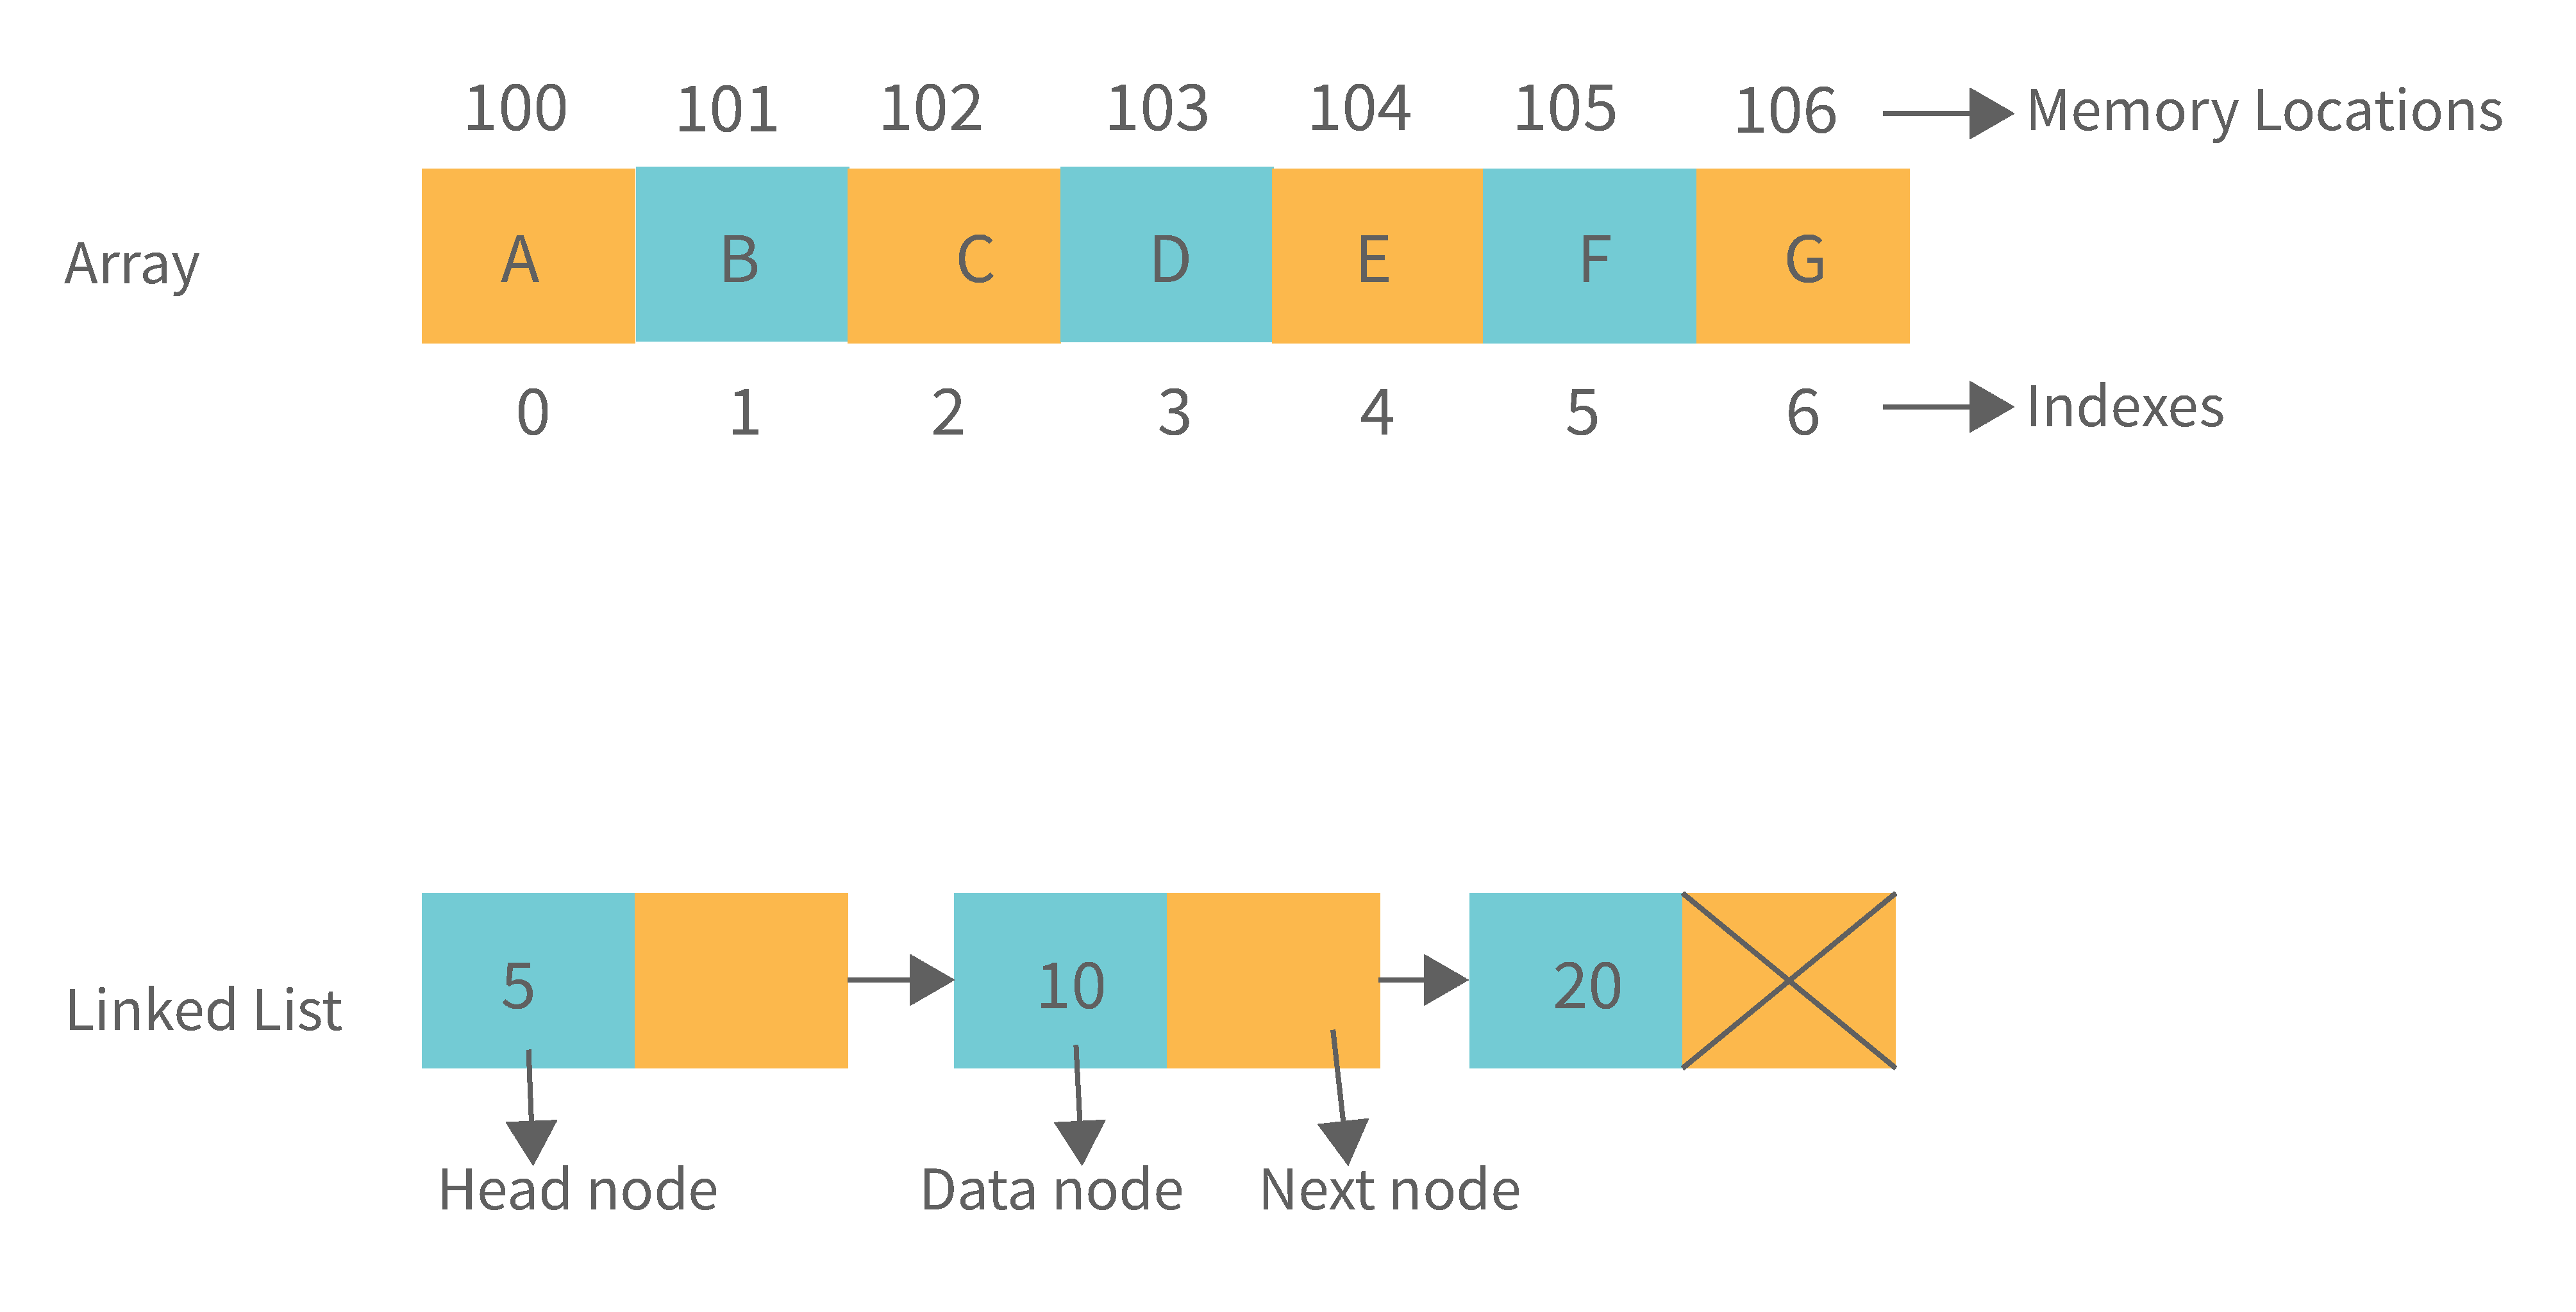 100 101 102 103 104 105 106 Memory Locations
Array A B C D E F G
0 1 2 3 4 5 6 Indexes
Linked List 5 10 20
Head node Data node Next node